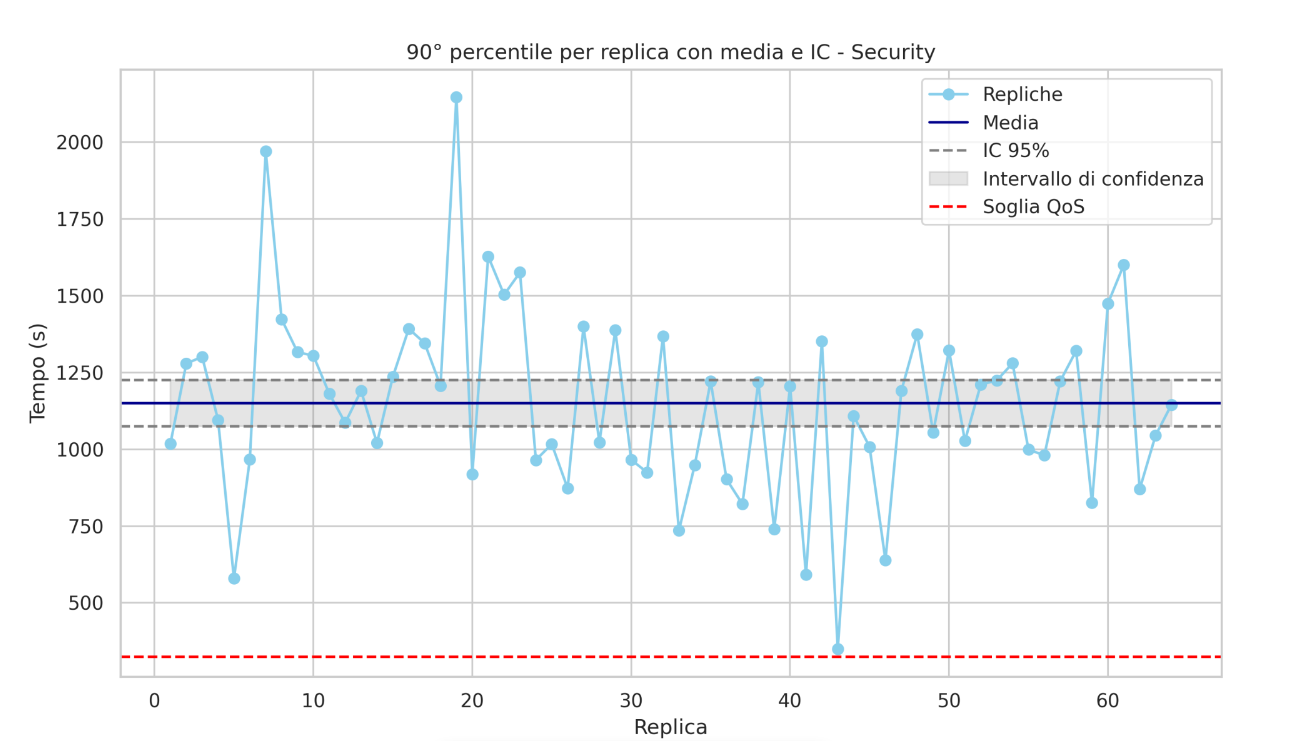 90° percentile per replica con media e IC - Security
Repliche
Media
IC 95%
Intervallo di confidenza
Soglia QoS
Tempo (s)
2000
1750
1500
1250
1000
750
500
0 10 20 30 40 50 60
Replica